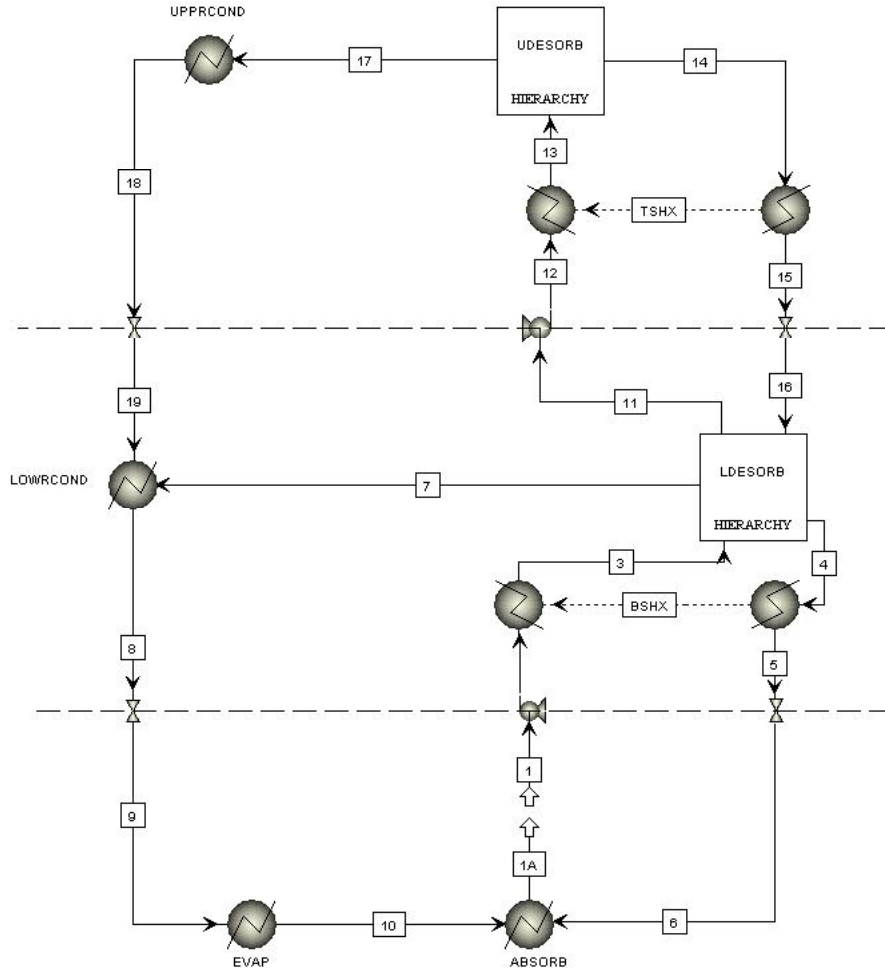 UPPRCOND
UDESORB
HIERARCHY
17
14
13
18
TSHX
12
15
19
11
16
LOWRCOND
7
LDESORB
HIERARCHY
3
4
BSHX
8
5
1
9
1A
10
6
EVAP
ABSORB